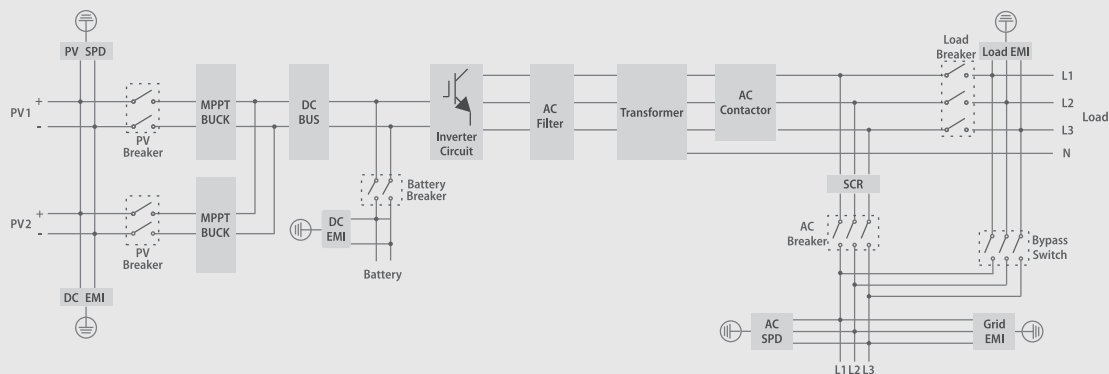 PV SPD
PV1
+
-
PV
Breaker
MPPT
BUCK
DC
BUS
Inverter
Circuit
AC
Filter
Transformer
AC
Contactor
Load
Breaker
Load EMI
L1
L2
L3
Load
N
PV2
+
-
PV
Breaker
MPPT
BUCK
Battery
Breaker
DC
EMI
Battery
SCR
AC
Breaker
Bypass
Switch
DC EMI
AC
SPD
Grid
EMI
L1 L2 L3